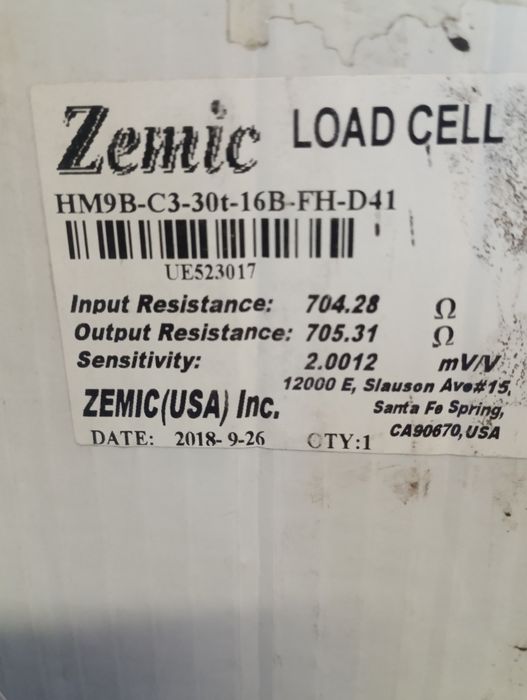 Zemic LOAD CELL
HM9B-C3-30t-16B-FH-D41
UE523017
Input Resistance: 704.28 Ω
Output Resistance: 705.31 Ω
Sensitivity: 2.0012 mV/V
12000 E, Slauson Ave#15,
ZEMIC(USA) Inc. Santa Fe Spring,
CA90670,USA
DATE: 2018-9-26 QTY:1